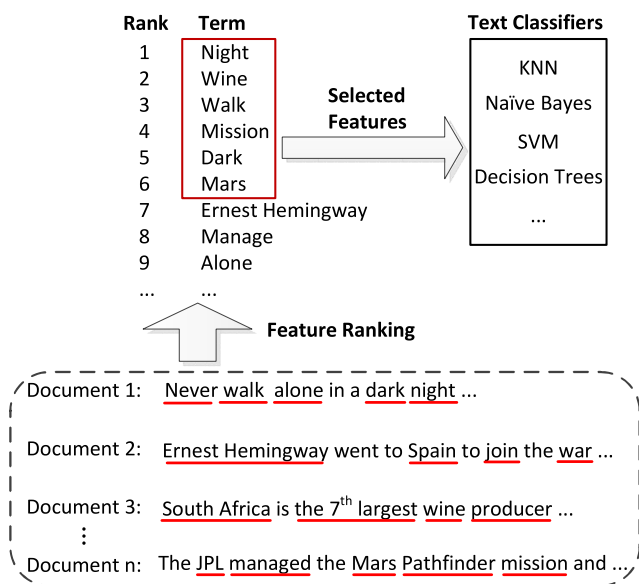 Rank Term Text Classifiers
1 Night
2 Wine
3 Walk
4 Mission
5 Dark
6 Mars
7 Ernest Hemingway
8 Manage
9 Alone
... ...
Selected
Features
KNN
Naïve Bayes
SVM
Decision Trees
...
Feature Ranking
Document 1: Never walk alone in a dark night ...
Document 2: Ernest Hemingway went to Spain to join the war ...
Document 3: South Africa is the 7th largest wine producer ...
⋮
Document n: The JPL managed the Mars Pathfinder mission and ...